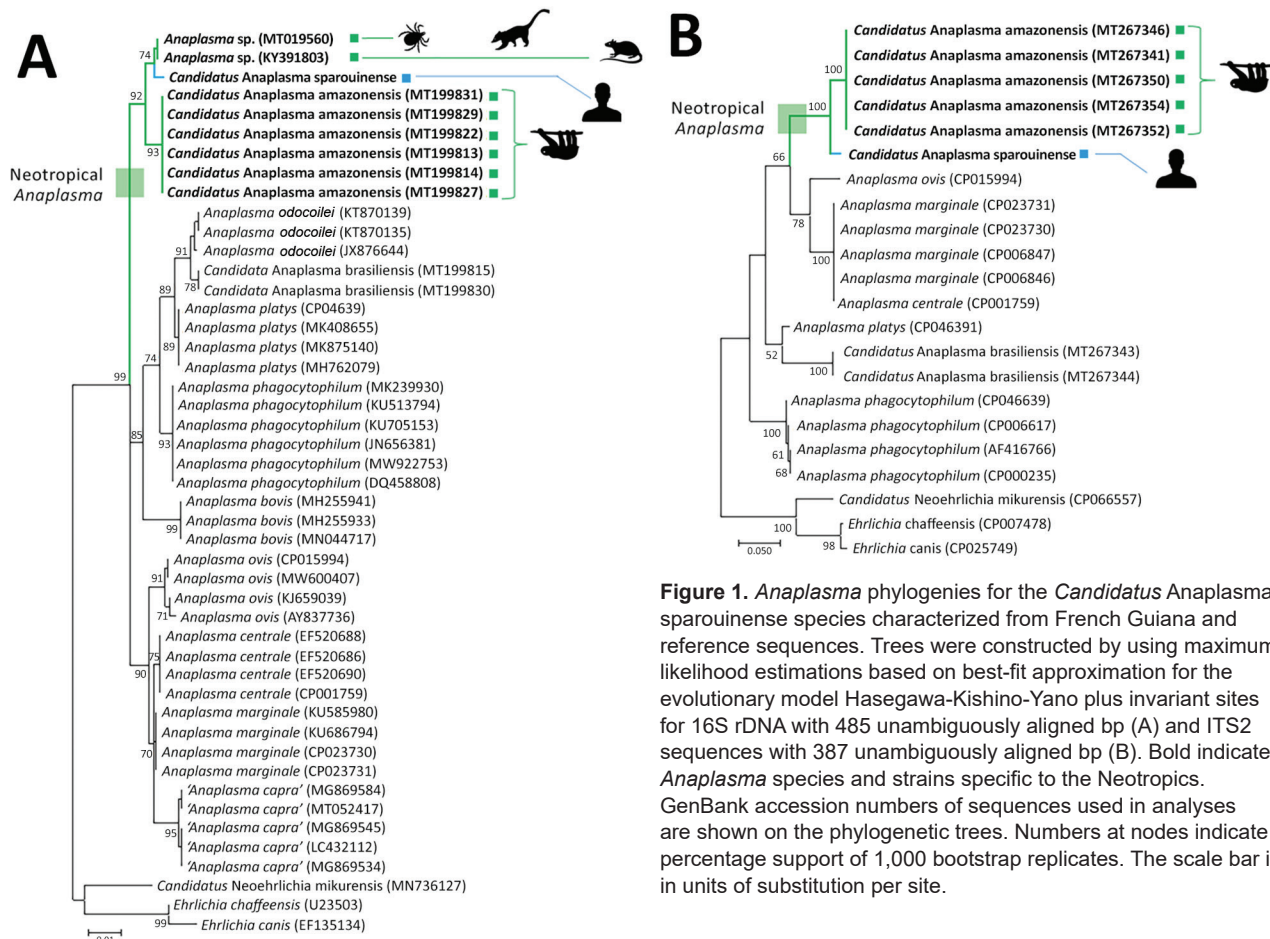 A
Anaplasma sp. (MT019560)
74
Anaplasma sp. (KY391803)
Candidatus Anaplasma sparouinense
92
Candidatus Anaplasma amazonensis (MT199831)
Candidatus Anaplasma amazonensis (MT199829)
Candidatus Anaplasma amazonensis (MT199822)
93
Candidatus Anaplasma amazonensis (MT199813)
Candidatus Anaplasma amazonensis (MT199814)
Candidatus Anaplasma amazonensis (MT199827)
Neotropical
Anaplasma
Anaplasma odocoilei (KT870139)
Anaplasma odocoilei (KT870135)
91
Anaplasma odocoilei (JX876644)
Candidata Anaplasma brasiliensis (MT199815)
89
78
Candidata Anaplasma brasiliensis (MT199830)
Anaplasma platys (CP04639)
Anaplasma platys (MK408655)
89
Anaplasma platys (MK875140)
74
Anaplasma platys (MH762079)
99
Anaplasma phagocytophilum (MK239930)
Anaplasma phagocytophilum (KU513794)
Anaplasma phagocytophilum (KU705153)
85
93
Anaplasma phagocytophilum (JN656381)
Anaplasma phagocytophilum (MW922753)
Anaplasma phagocytophilum (DQ458808)
Anaplasma bovis (MH255941)
Anaplasma bovis (MH255933)
99
Anaplasma bovis (MN044717)
Anaplasma ovis (CP015994)
91
Anaplasma ovis (MW600407)
Anaplasma ovis (KJ659039)
71
Anaplasma ovis (AY837736)
Anaplasma centrale (EF520688)
75
Anaplasma centrale (EF520686)
90
Anaplasma centrale (EF520690)
Anaplasma centrale (CP001759)
Anaplasma marginale (KU585980)
Anaplasma marginale (KU686794)
70
Anaplasma marginale (CP023730)
Anaplasma marginale (CP023731)
'Anaplasma capra' (MG869584)
'Anaplasma capra' (MT052417)
95
'Anaplasma capra' (MG869545)
'Anaplasma capra' (LC432112)
'Anaplasma capra' (MG869534)
Candidatus Neoehrlichia mikurensis (MN736127)
Ehrlichia chaffeensis (U23503)
99
Ehrlichia canis (EF135134)
0.01
B
Candidatus Anaplasma amazonensis (MT267346)
Candidatus Anaplasma amazonensis (MT267341)
100
Candidatus Anaplasma amazonensis (MT267350)
Candidatus Anaplasma amazonensis (MT267354)
100
Candidatus Anaplasma amazonensis (MT267352)
Neotropical
Anaplasma
Candidatus Anaplasma sparouinense
66
Anaplasma ovis (CP015994)
Anaplasma marginale (CP023731)
78
Anaplasma marginale (CP023730)
100
Anaplasma marginale (CP006847)
Anaplasma marginale (CP006846)
Anaplasma centrale (CP001759)
Anaplasma platys (CP046391)
52
Candidatus Anaplasma brasiliensis (MT267343)
100
Candidatus Anaplasma brasiliensis (MT267344)
Anaplasma phagocytophilum (CP046639)
100
Anaplasma phagocytophilum (CP006617)
61
Anaplasma phagocytophilum (AF416766)
68
Anaplasma phagocytophilum (CP000235)
Candidatus Neoehrlichia mikurensis (CP066557)
100
Ehrlichia chaffeensis (CP007478)
0.050
98
Ehrlichia canis (CP025749)
Figure 1. Anaplasma phylogenies for the Candidatus Anaplasma
sparouinense species characterized from French Guiana and
reference sequences. Trees were constructed by using maximum
likelihood estimations based on best-fit approximation for the
evolutionary model Hasegawa-Kishino-Yano plus invariant sites
for 16S rDNA with 485 unambiguously aligned bp (A) and ITS2
sequences with 387 unambiguously aligned bp (B). Bold indicate
Anaplasma species and strains specific to the Neotropics.
GenBank accession numbers of sequences used in analyses
are shown on the phylogenetic trees. Numbers at nodes indicate
percentage support of 1,000 bootstrap replicates. The scale bar i
in units of substitution per site.